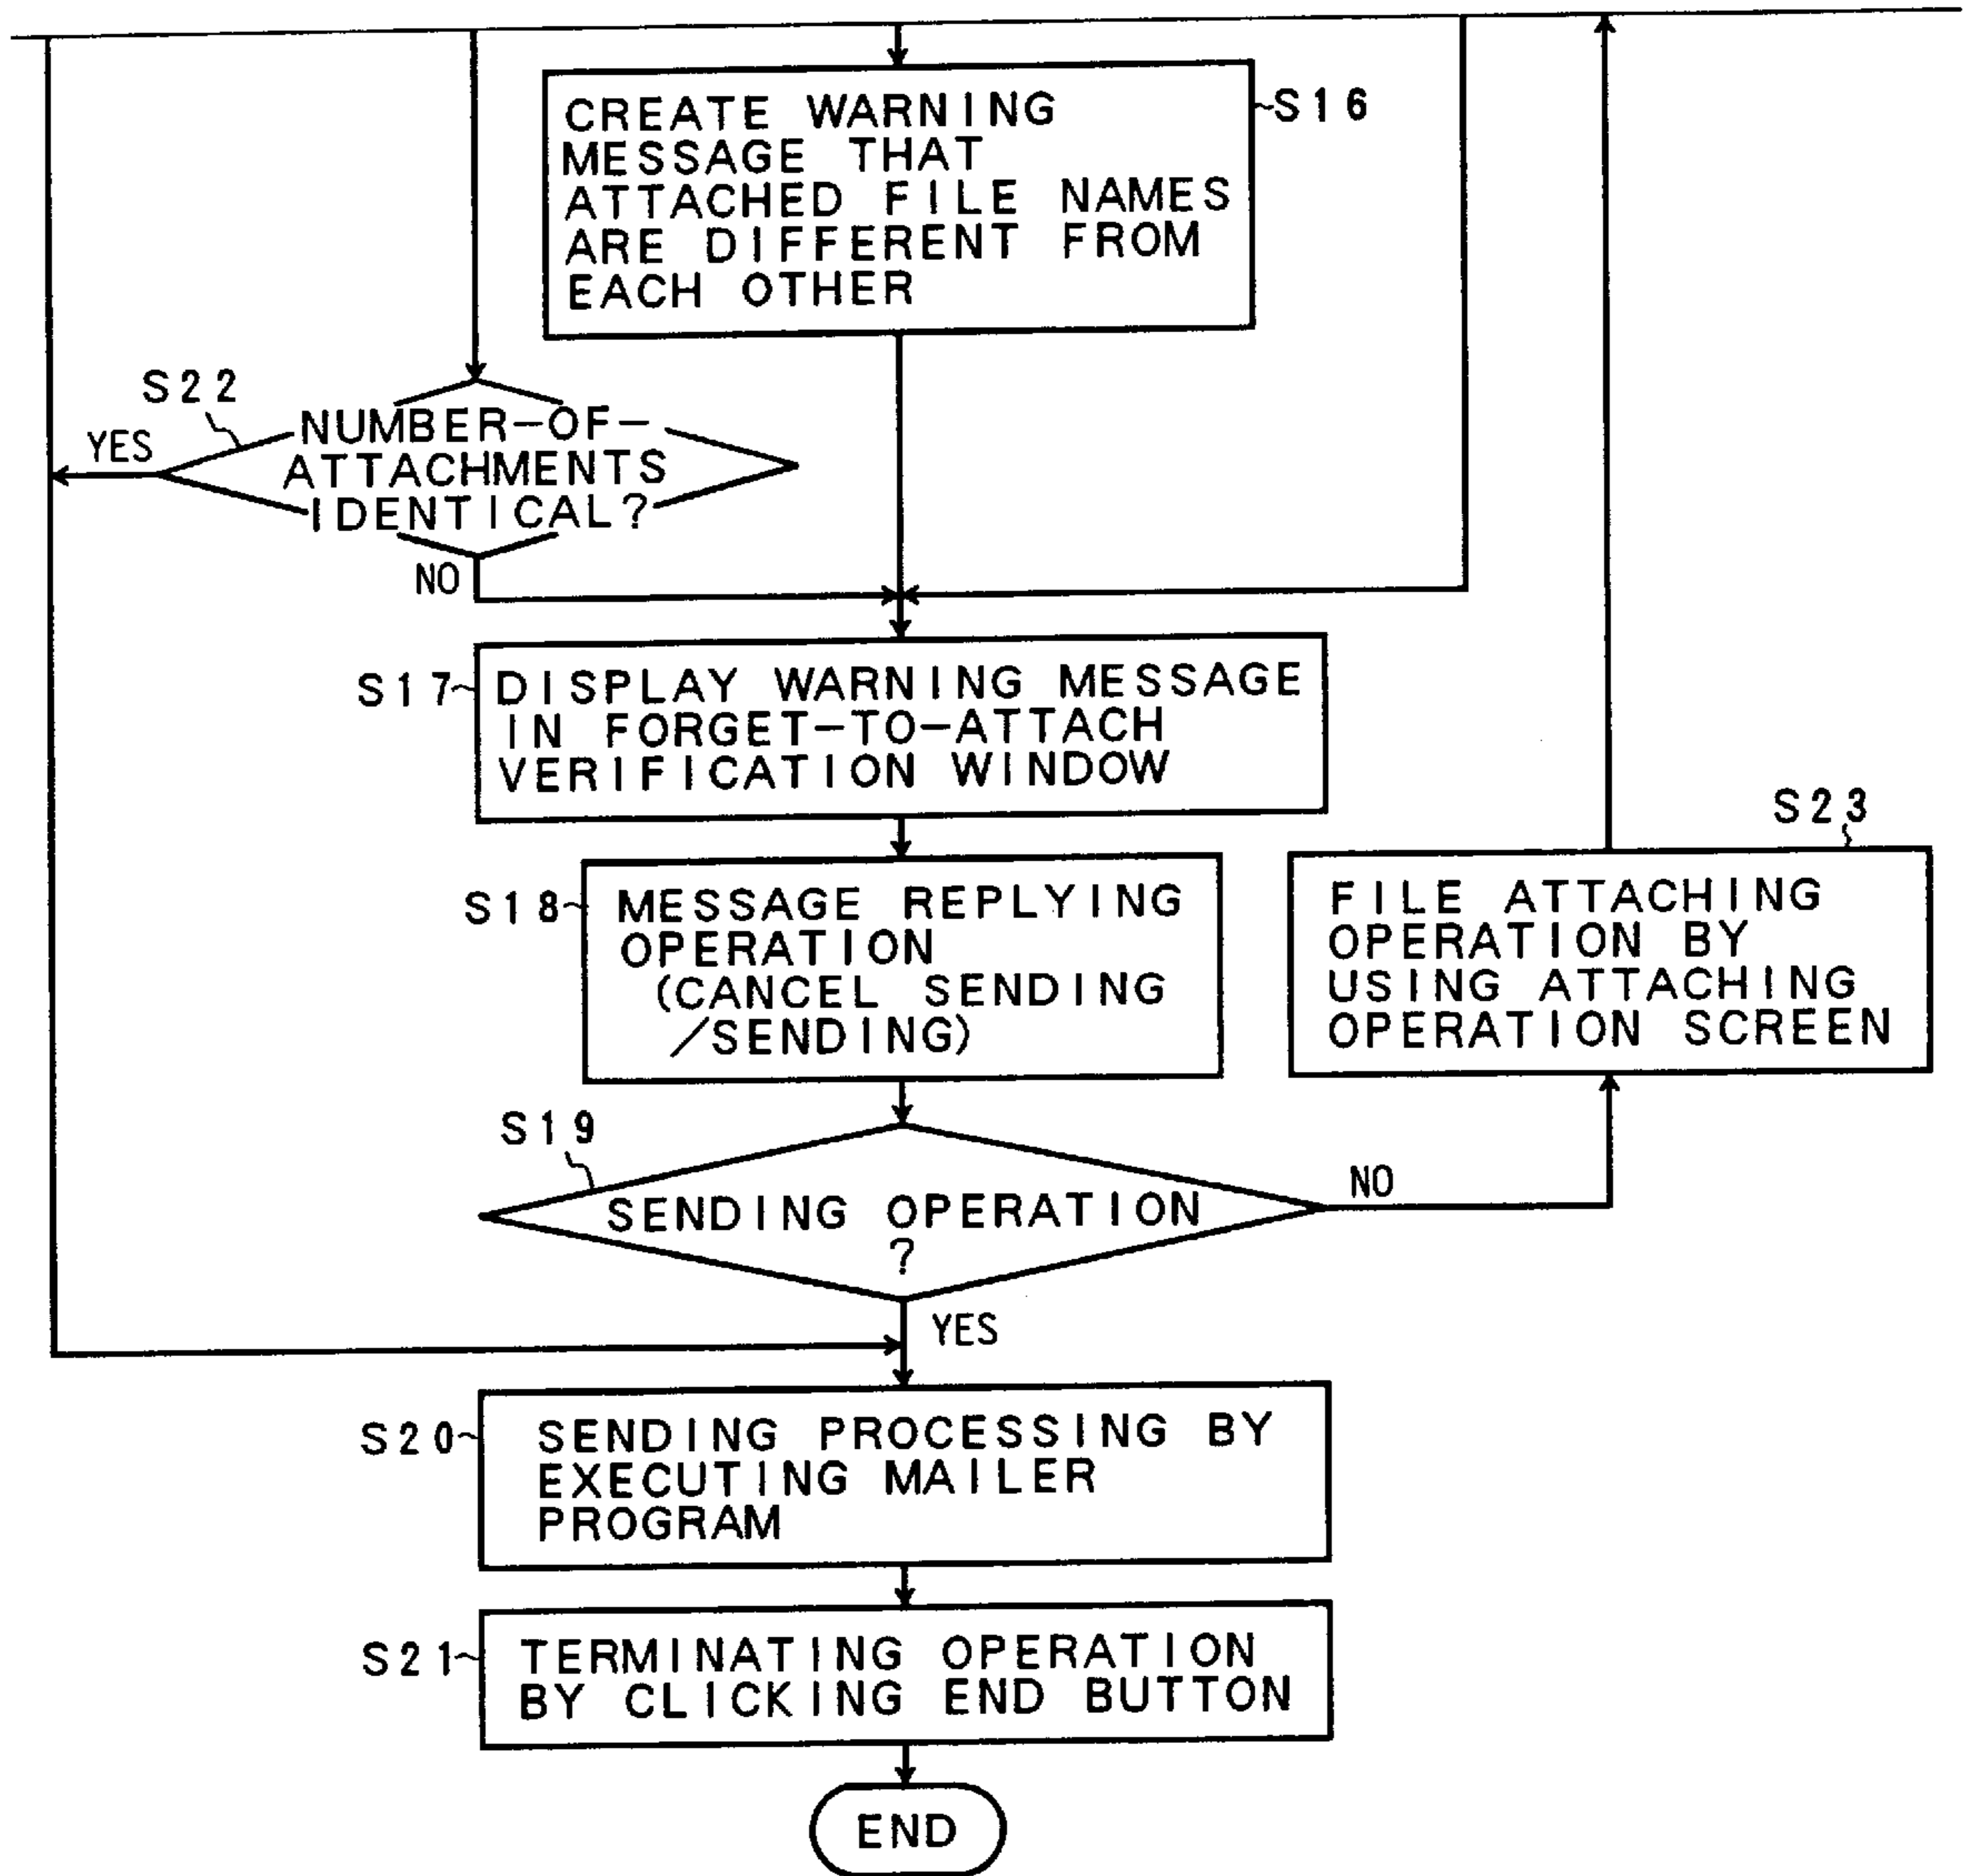 CREATE WARNING
MESSAGE THAT
ATTACHED FILE NAMES
ARE DIFFERENT FROM
EACH OTHER
S16
S22
YES
NUMBER-OF-
ATTACHMENTS
IDENTICAL?
NO
S17
DISPLAY WARNING MESSAGE
IN FORGET-TO-ATTACH
VERIFICATION WINDOW
S18
MESSAGE REPLYING
OPERATION
(CANCEL SENDING
/SENDING)
S23
FILE ATTACHING
OPERATION BY
USING ATTACHING
OPERATION SCREEN
S19
SENDING OPERATION
?
NO
YES
S20
SENDING PROCESSING BY
EXECUTING MAILER
PROGRAM
S21
TERMINATING OPERATION
BY CLICKING END BUTTON
END